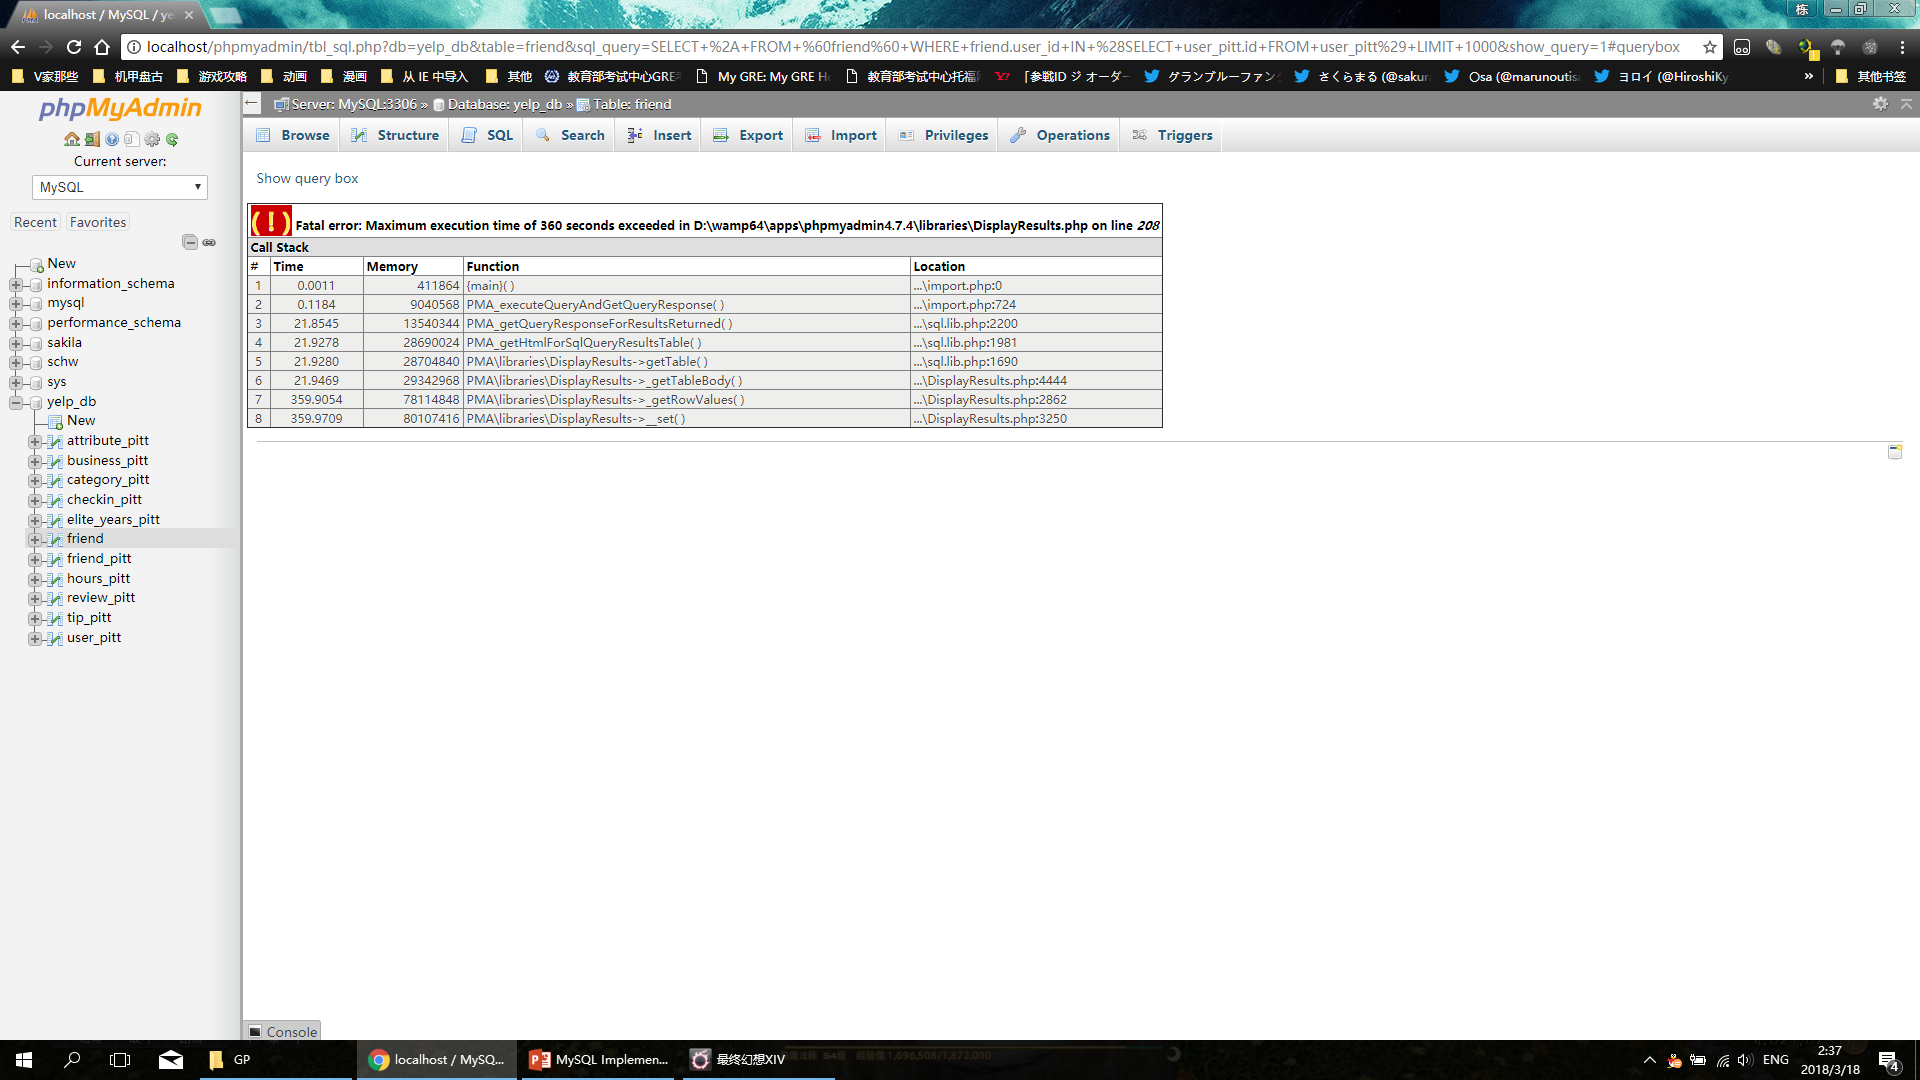 localhost / MySQL / ye
栋
localhost/phpmyadmin/tbl_sql.php?db=yelp_db&table=friend&sql_query=SELECT+%2A+FROM+%60friend%60+WHERE+friend.user_id+IN+%28SELECT+user_pitt.id+FROM+user_pitt%29+LIMIT+1000&show_query=1#querybox
V家那些 机甲盘古 游戏攻略 动画 漫画 从 IE 中导入 其他 教育部考试中心GRE My GRE: My GRE H 教育部考试中心托福 「参戦ID ジ オーダー グランブルーファン さくらまる (@saku Osa (@marunoutis ヨロイ (@HiroshiKy » 其他书签
phpMyAdmin
Current server:
MySQL
Recent Favorites
New
information_schema
mysql
performance_schema
sakila
schw
sys
yelp_db
New
attribute_pitt
business_pitt
category_pitt
checkin_pitt
elite_years_pitt
friend
friend_pitt
hours_pitt
review_pitt
tip_pitt
user_pitt
Server: MySQL:3306 » Database: yelp_db » Table: friend
Browse Structure SQL Search Insert Export Import Privileges Operations Triggers
Show query box
( ! ) Fatal error: Maximum execution time of 360 seconds exceeded in D:\wamp64\apps\phpmyadmin4.7.4\libraries\DisplayResults.php on line 208
Call Stack
# Time Memory Function Location
1 0.0011 411864 {main}( ) ...\import.php:0
2 0.1184 9040568 PMA_executeQueryAndGetQueryResponse( ) ...\import.php:724
3 21.8545 13540344 PMA_getQueryResponseForResultsReturned( ) ...\sql.lib.php:2200
4 21.9278 28690024 PMA_getHtmlForSqlQueryResultsTable( ) ...\sql.lib.php:1981
5 21.9280 28704840 PMA\libraries\DisplayResults->getTable( ) ...\sql.lib.php:1690
6 21.9469 29342968 PMA\libraries\DisplayResults->_getTableBody( ) ...\DisplayResults.php:4444
7 359.9054 78114848 PMA\libraries\DisplayResults->_getRowValues( ) ...\DisplayResults.php:2862
8 359.9709 80107416 PMA\libraries\DisplayResults->__set( ) ...\DisplayResults.php:3250
Console
GP
localhost / MySQ...
MySQL Implemen...
最终幻想XIV
ENG
2:37
2018/3/18
4